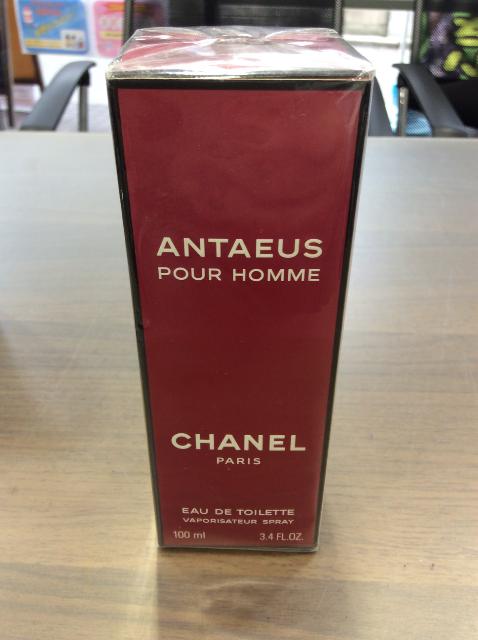 ANTAEUS
POUR HOMME
CHANEL
PARIS
EAU DE TOILETTE
VAPORISATEUR SPRAY
100 ml 3.4 FL.OZ.